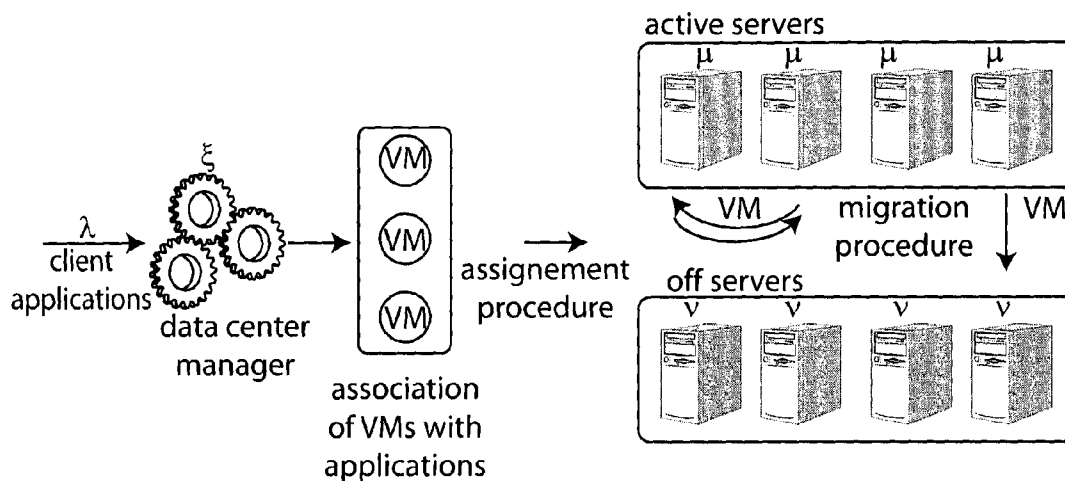 active servers
μ μ μ μ
ξ
VM
VM
VM
λ
client
applications
data center
manager
association
of VMs with
applications
assignement
procedure
VM
migration
procedure
VM
off servers
ν ν ν ν